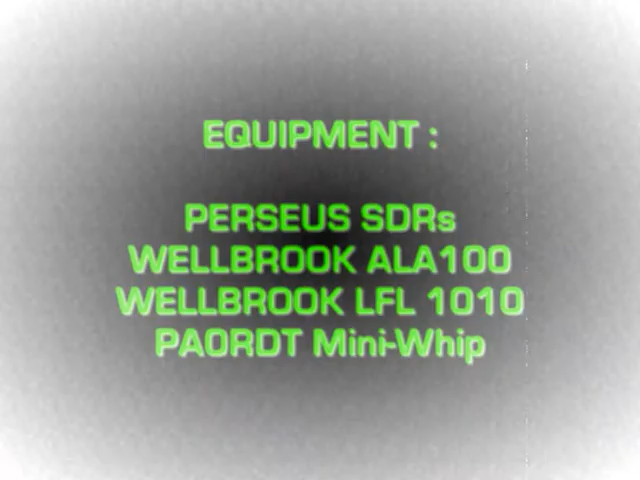 EQUIPMENT :
PERSEUS SDRs
WELLBROOK ALA100
WELLBROOK LFL 1010
PA0RDT Mini-Whip